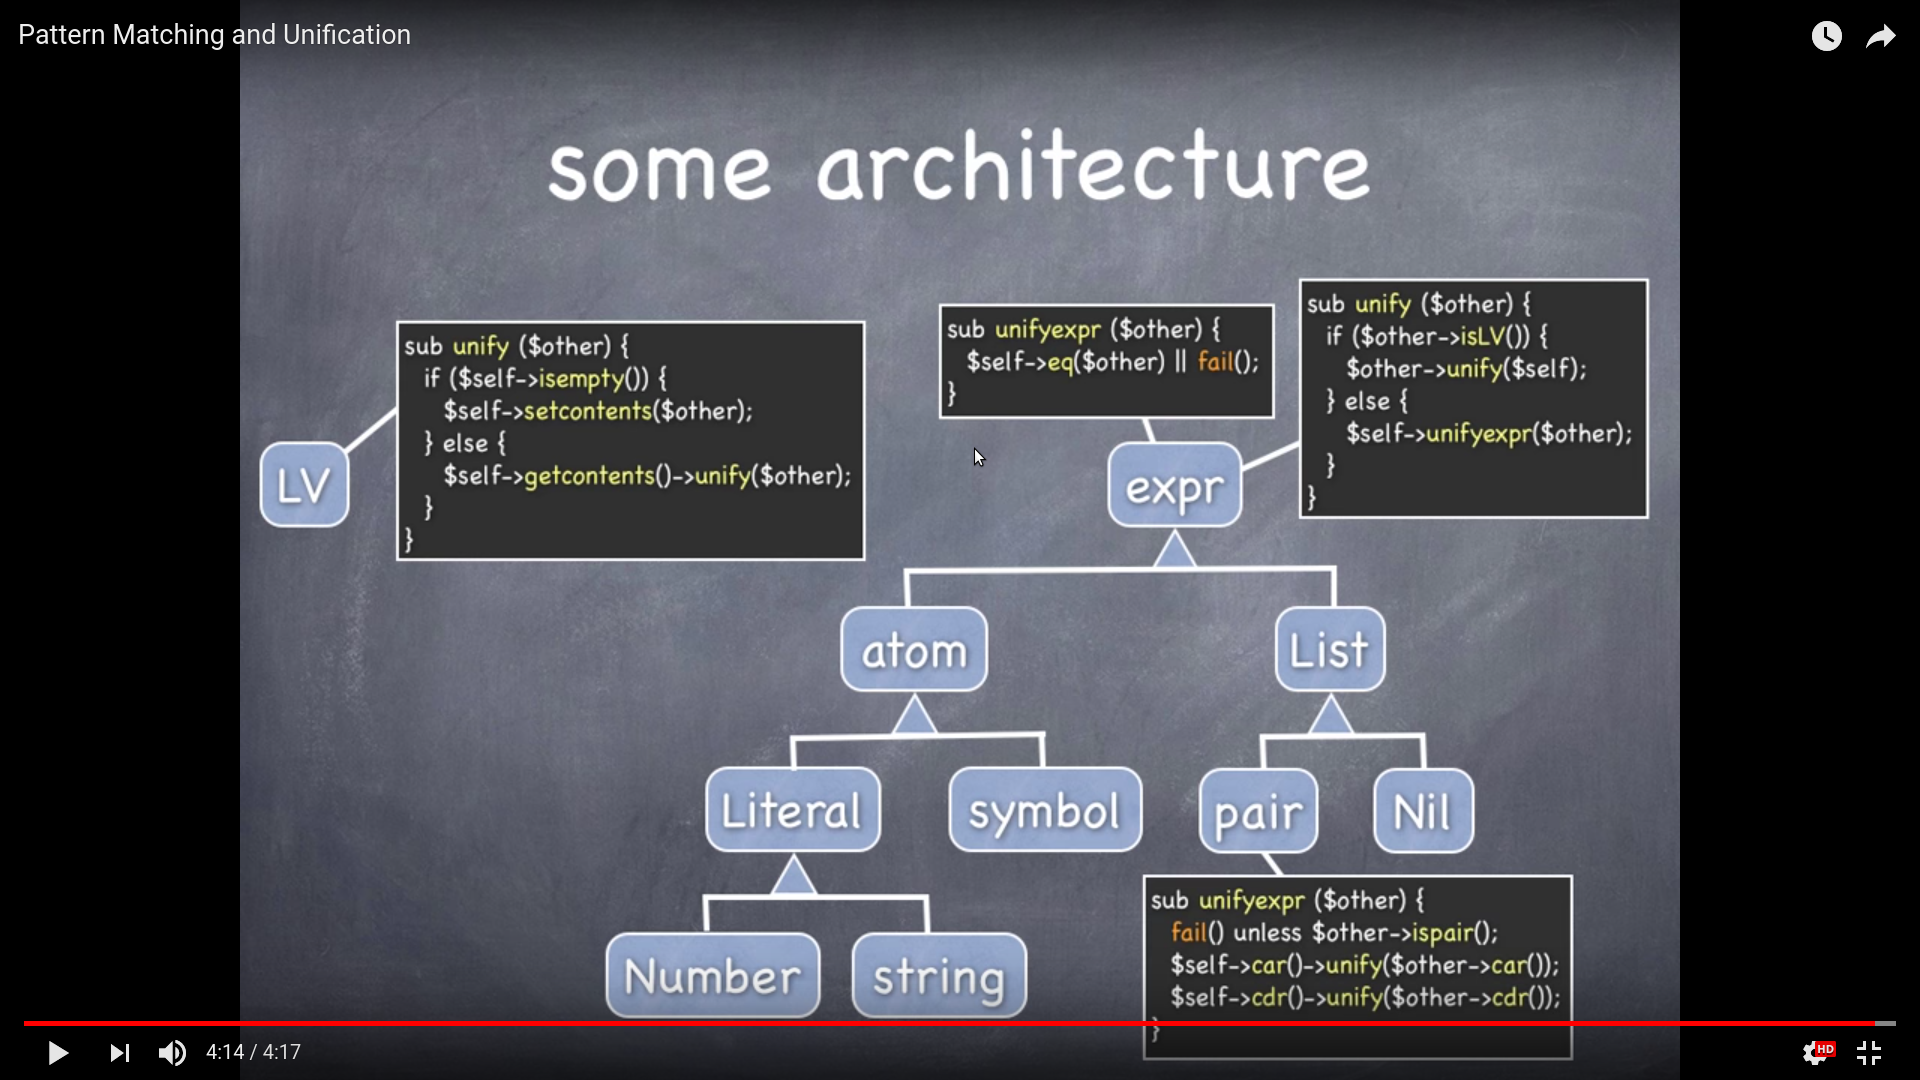 Pattern Matching and Unification
some architecture
sub unify ($other) {
if ($self->isempty()) {
$self->setcontents($other);
} else {
$self->getcontents()->unify($other);
}
}
LV
sub unifyexpr ($other) {
$self->eq($other) || fail();
}
sub unify ($other) {
if ($other->isLV()) {
$other->unify($self);
} else {
$self->unifyexpr($other);
}
}
expr
atom
List
Literal
symbol
pair
Nil
Number
string
sub unifyexpr ($other) {
fail() unless $other->ispair();
$self->car()->unify($other->car());
$self->cdr()->unify($other->cdr());
}
4:14 / 4:17
HD